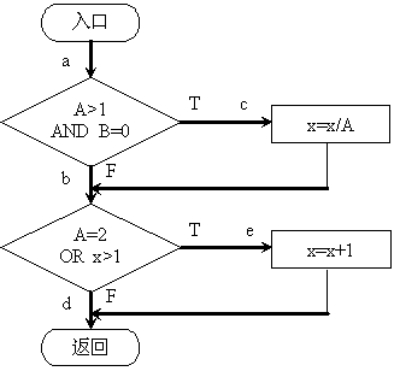 入口
a
A>1
AND B=0
T
c
x=x/A
b
F
A=2
OR x>1
T
e
x=x+1
d
F
返回